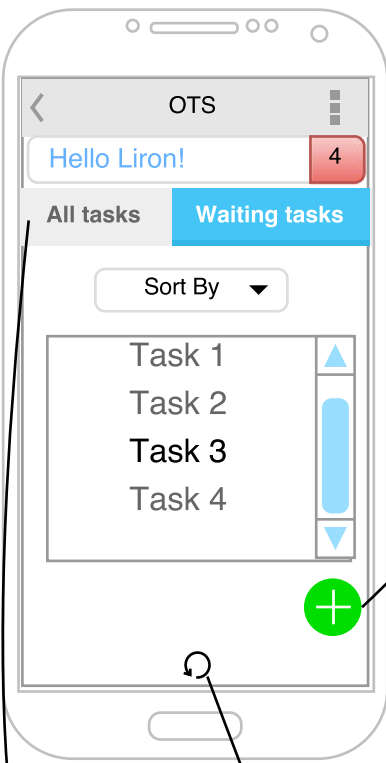 OTS
Hello Liron!
4
All tasks
Waiting tasks
Sort By
Task 1
Task 2
Task 3
Task 4